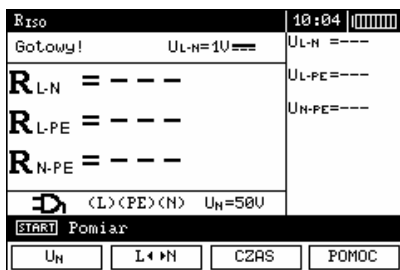 RISO 10:04
Gotowy! UL-N=1V
UL-N =---
RL-N =---
UL-PE=---
RL-PE =---
UN-PE=---
RN-PE =---
(L)(PE)(N) UN=50V
START Pomiar
UN L◄►N CZAS POMOC